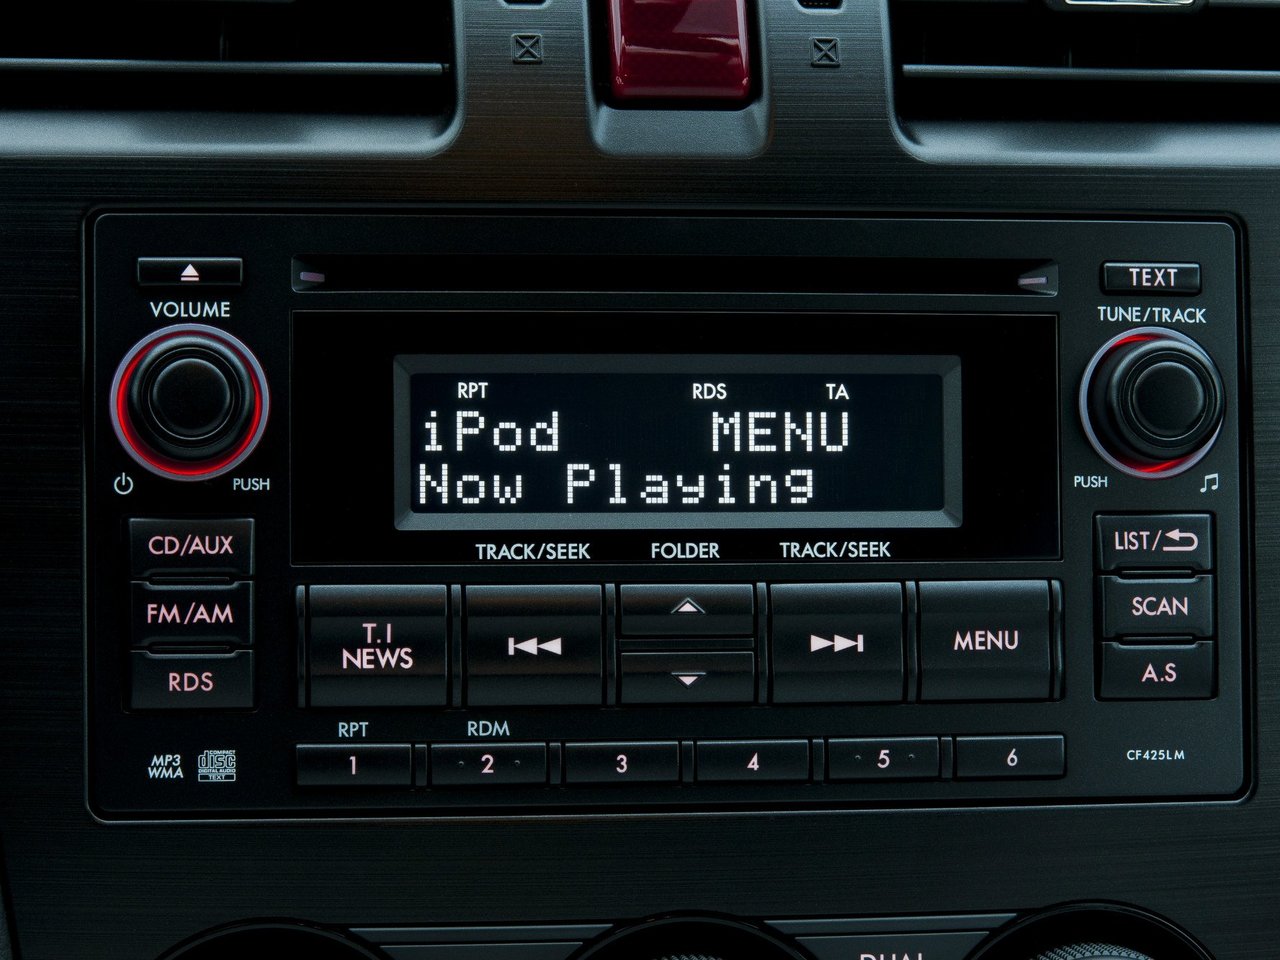 TEXT
VOLUME
TUNE/TRACK
RPT RDS TA
iPod MENU
Now Playing
PUSH
PUSH
TRACK/SEEK FOLDER TRACK/SEEK
CD/AUX
LIST/
FM/AM
T.I
NEWS
MENU
SCAN
RDS
A.S
RPT RDM
1 2 3 4 5 6
MP3
WMA
COMPACT
disc
DIGITAL AUDIO
TEXT
CF425LM
DUAL